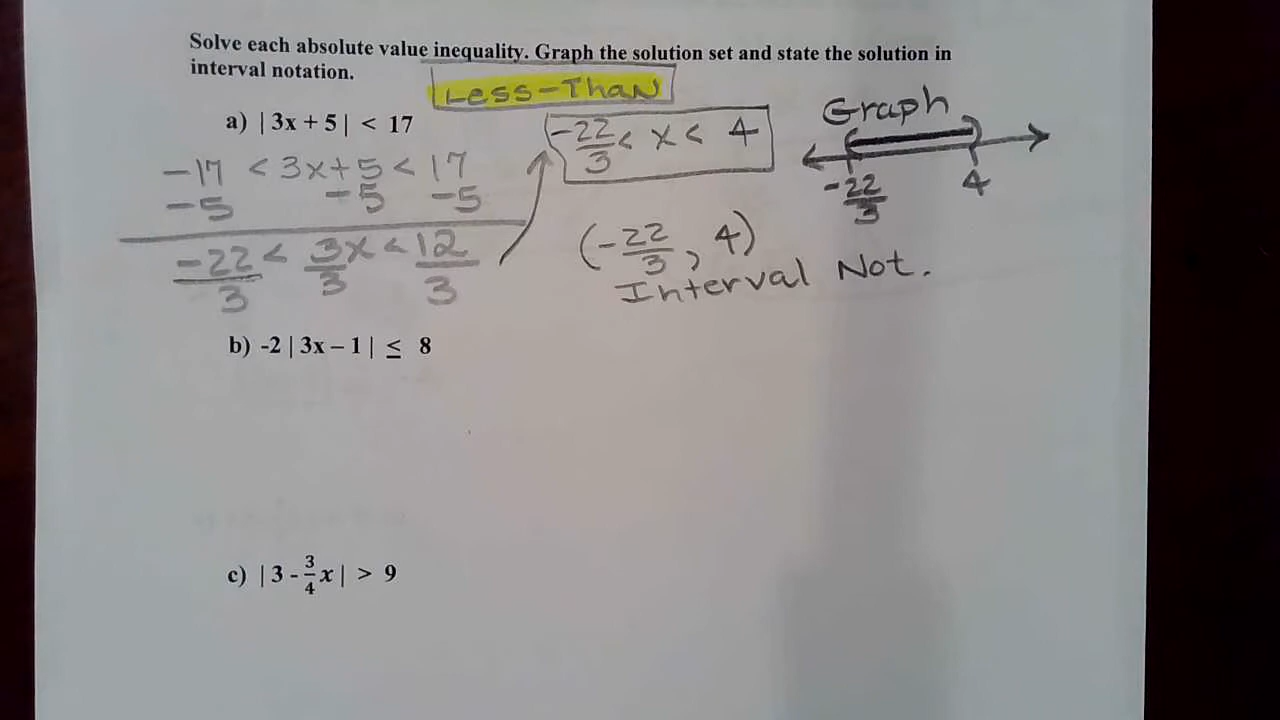 Solve each absolute value inequality. Graph the solution set and state the solution in
interval notation.
Less-Than
a) | 3x + 5 | < 17
-17 < 3x+5 < 17
-5 -5 -5
-22/3 < 3x/3 < 12/3
-22/3 < x < 4
(-22/3, 4)
Interval Not.
Graph
-22/3 4
b) -2 | 3x – 1 | ≤ 8
c) | 3 - 3/4 x | > 9